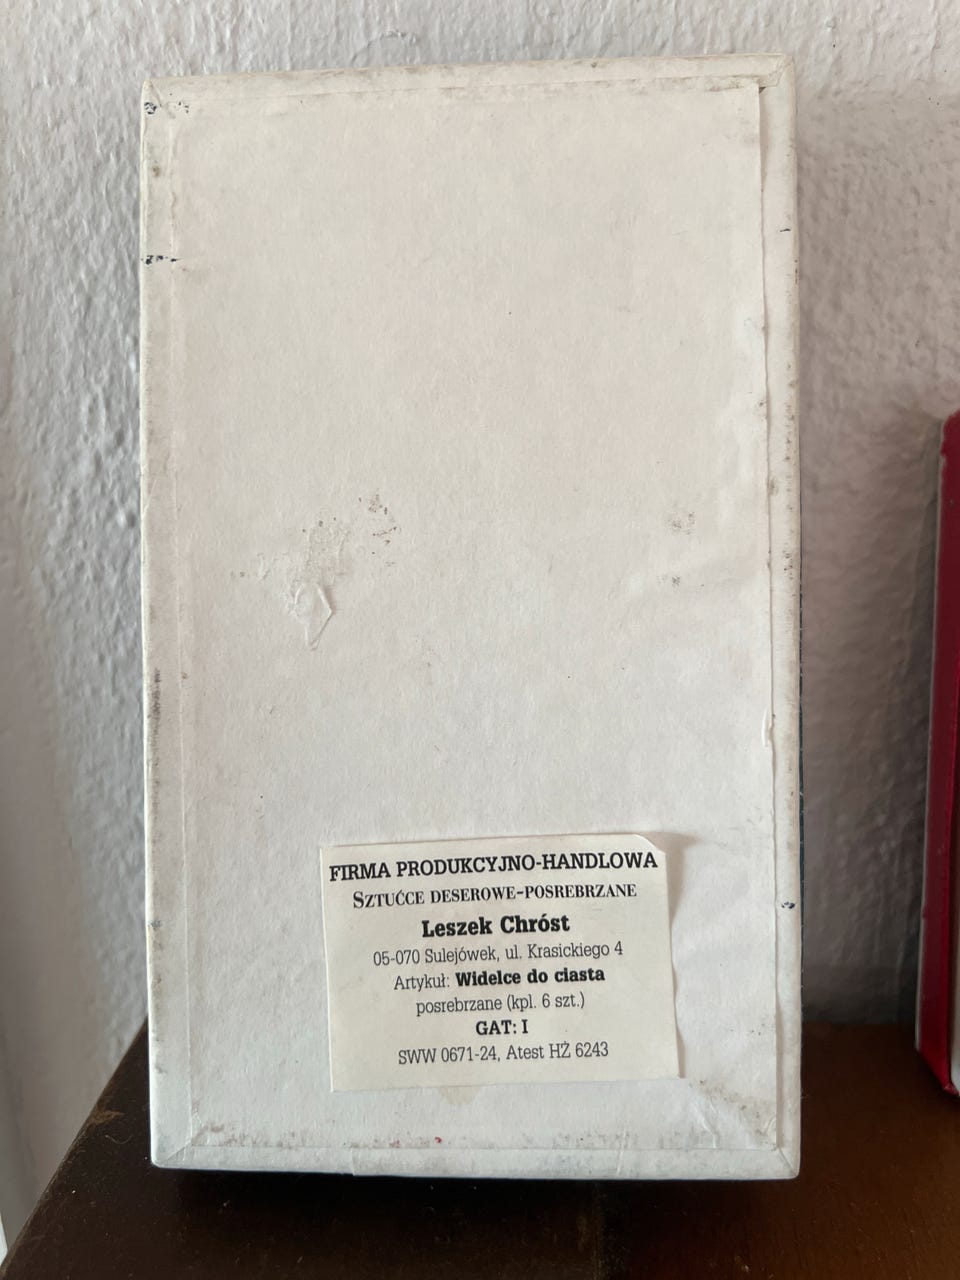 FIRMA PRODUKCYJNO-HANDLOWA
SZTUĆCE DESEROWE-POSREBRZANE
Leszek Chróst
05-070 Sulejówek, ul. Krasickiego 4
Artykuł: Widelce do ciasta
posrebrzane (kpl. 6 szt.)
GAT: I
SWW 0671-24, Atest HŻ 6243